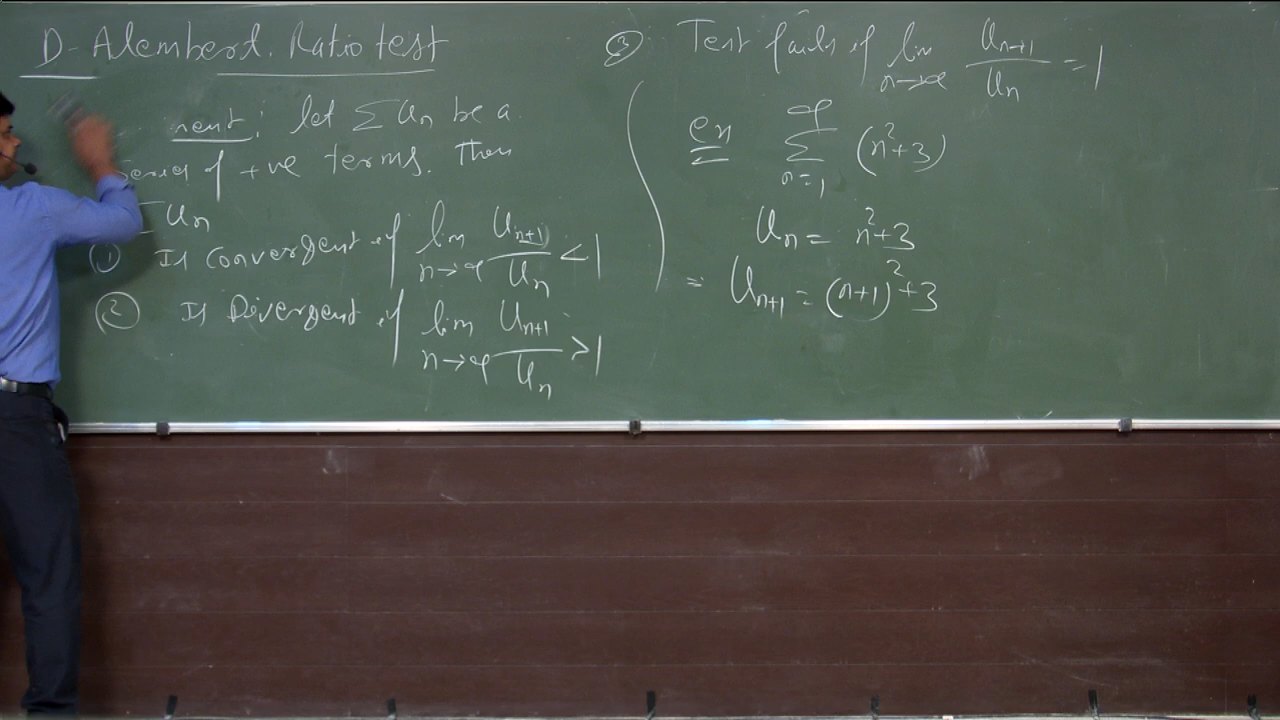 D-Alembert. Ratio test
ment: let ∑ Un be a
Series of +ve terms. Then
∑Un
① Is Convergent if lim n→∞ Un+1/Un < 1
② Is Divergent if lim n→∞ Un+1/Un > 1
③ Test fails if lim n→∞ Un+1/Un = 1
ex ∑ n=1 ∞ (n²+3)
Un = n²+3
= Un+1 = (n+1)²+3